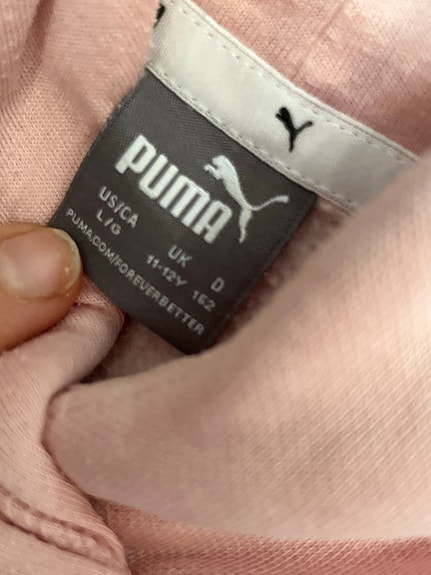 PUMA
US/CA UK D
L/G 11-12Y 152
PUMA.COM/FOREVERBETTER